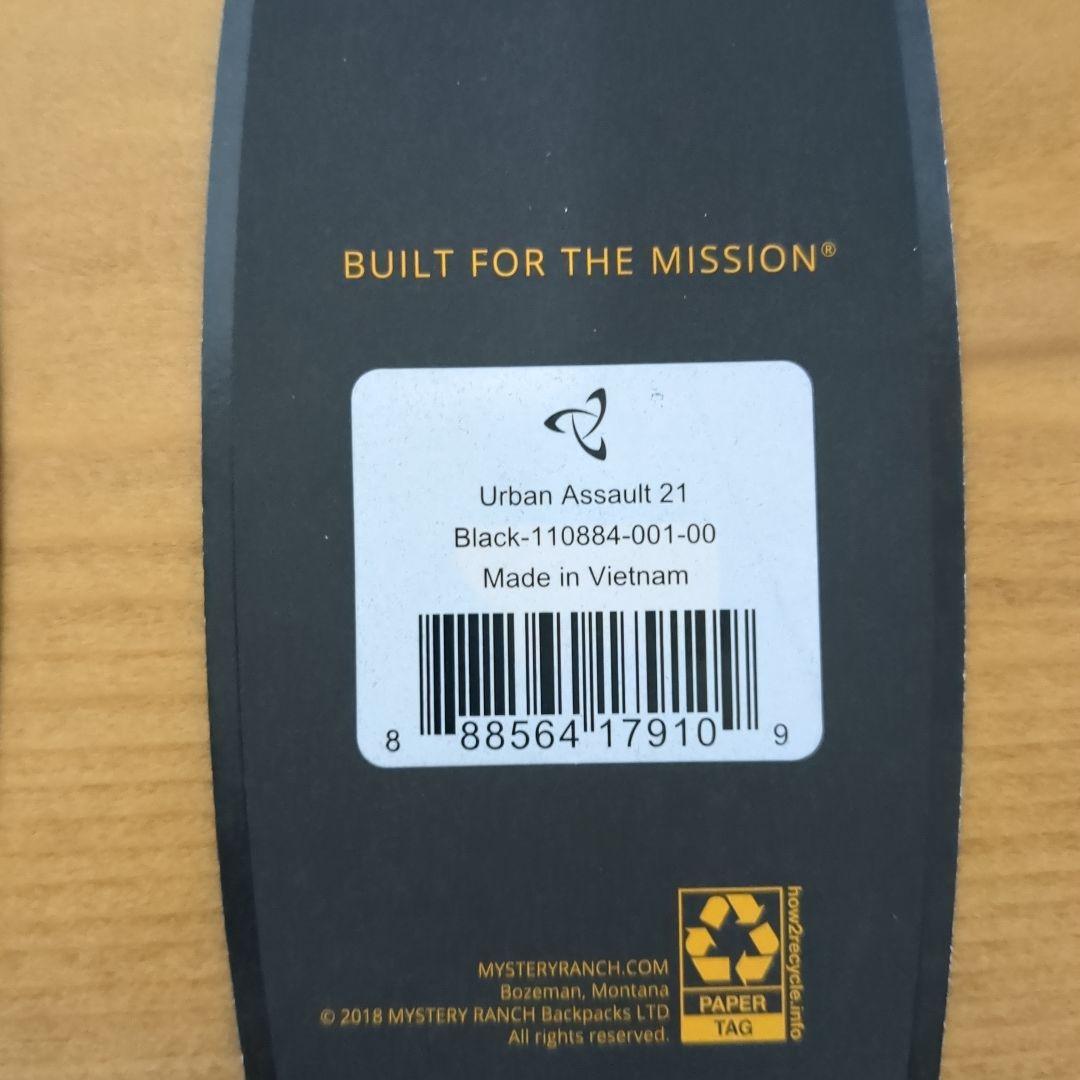 BUILT FOR THE MISSION®
Urban Assault 21
Black-110884-001-00
Made in Vietnam
8 88564 17910 9
MYSTERYRANCH.COM
Bozeman, Montana
© 2018 MYSTERY RANCH Backpacks LTD
All rights reserved.
PAPER
TAG
how2recycle.info